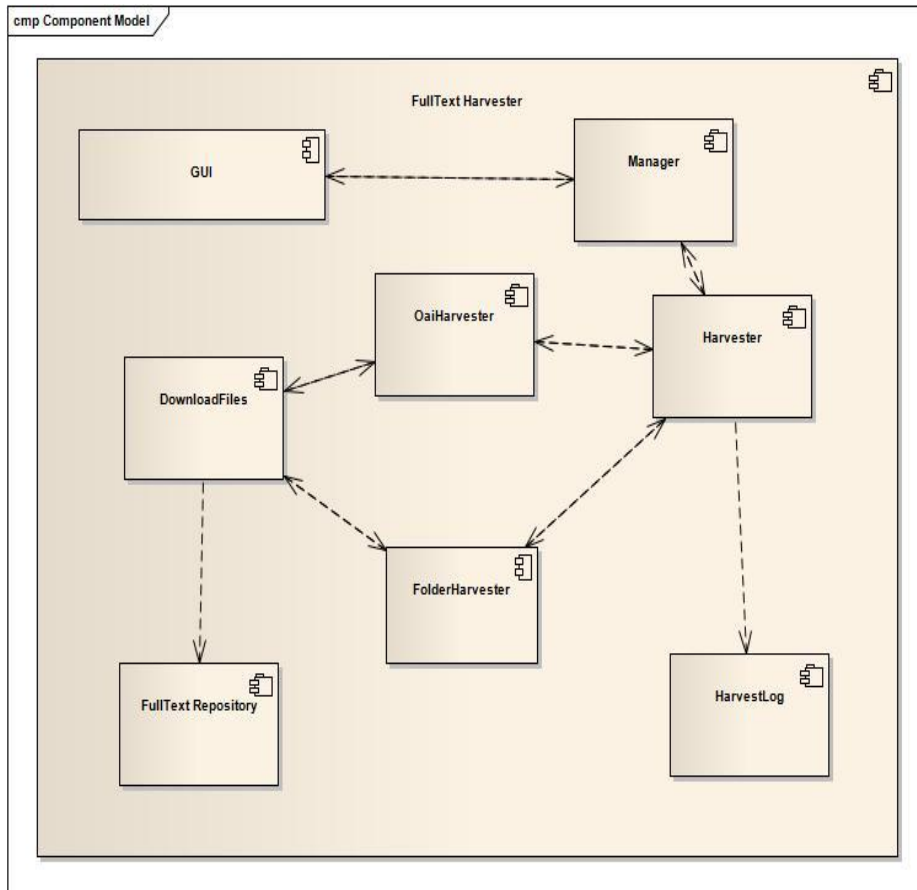 cmp Component Model
FullText Harvester
GUI
Manager
OaiHarvester
Harvester
DownloadFiles
FolderHarvester
FullText Repository
HarvestLog